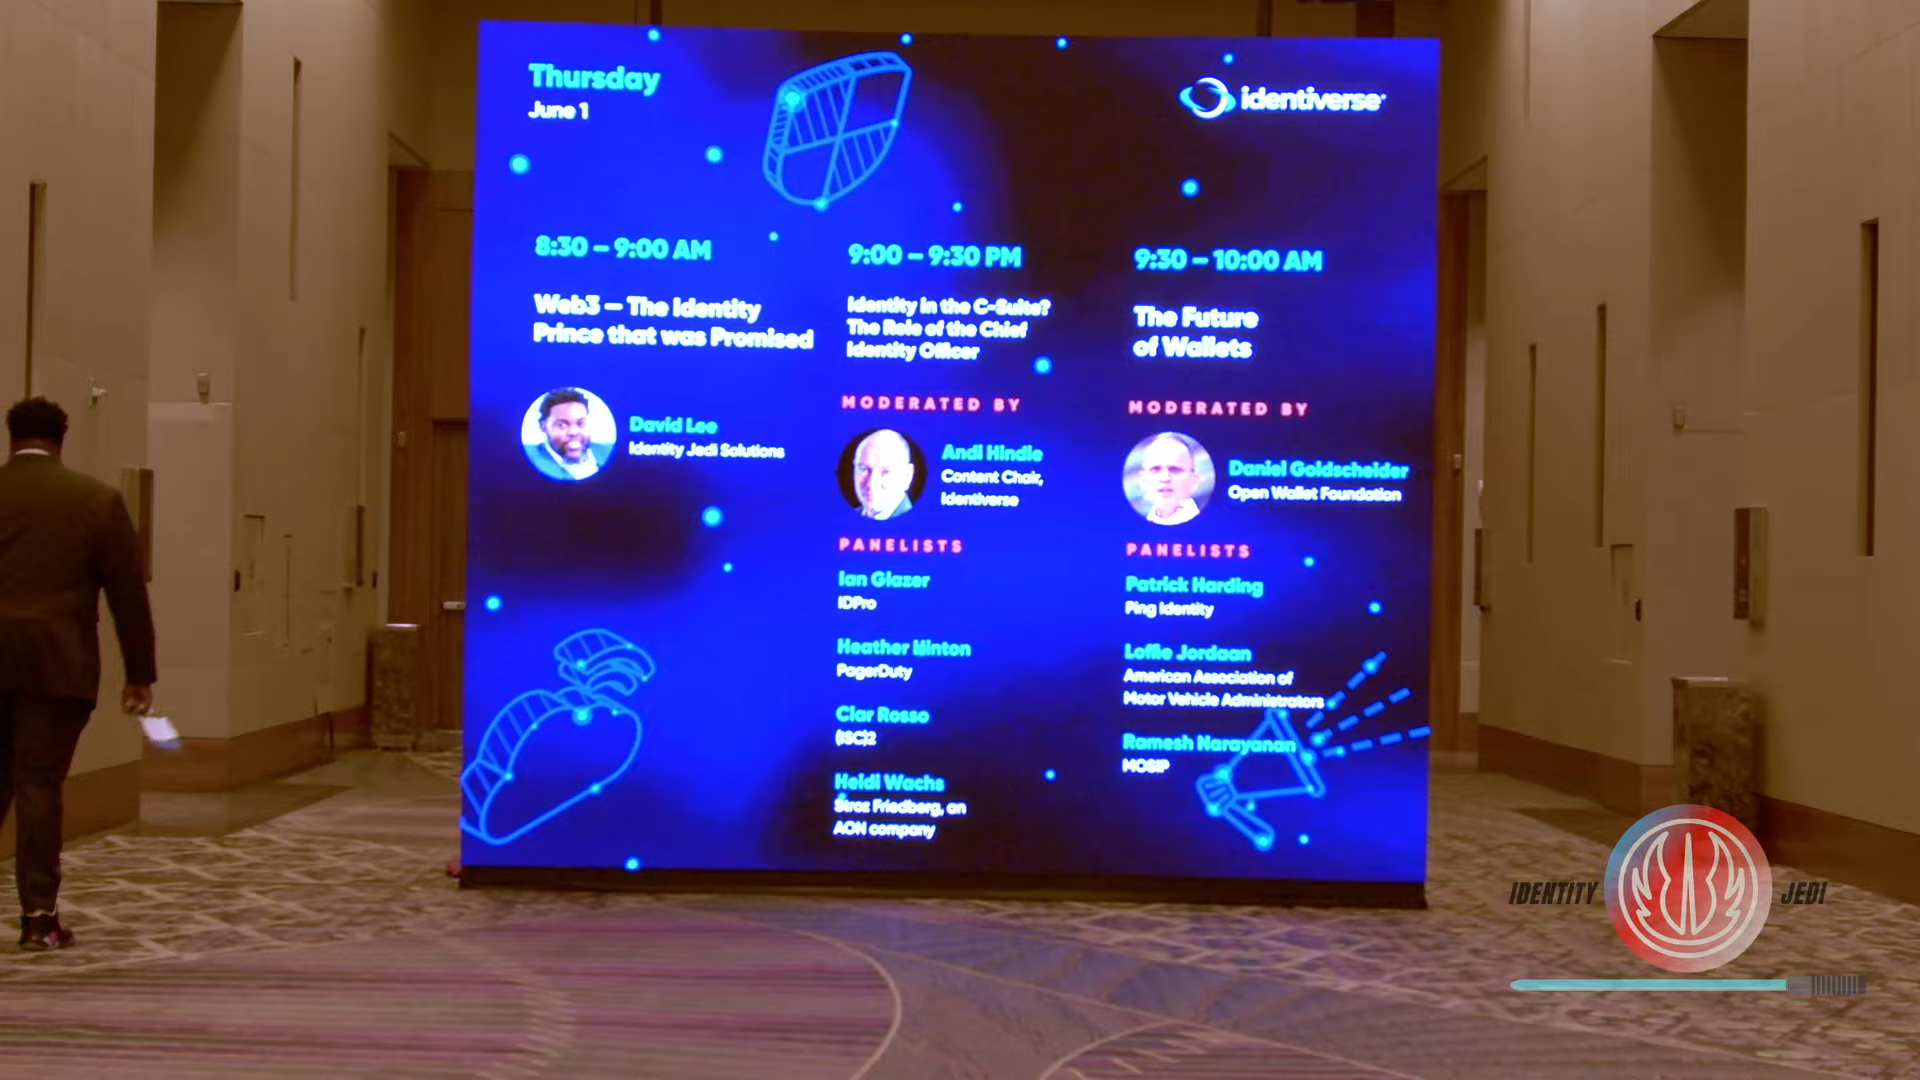 Thursday
June 1
identiverse
8:30 – 9:00 AM
Web3 – The Identity
Prince that was Promised
David Lee
Identity Jedi Solutions
9:00 – 9:30 PM
Identity in the C-Suite?
The Role of the Chief
Identity Officer
MODERATED BY
Andi Hindle
Content Chair,
Identiverse
PANELISTS
Ian Glazer
IDPro
Heather Hinton
PagerDuty
Clar Rosso
(ISC)2
Heidi Wachs
Stroz Friedberg, an
AON company
9:30 – 10:00 AM
The Future
of Wallets
MODERATED BY
Daniel Goldscheider
Open Wallet Foundation
PANELISTS
Patrick Harding
Ping Identity
Loffie Jordaan
American Association of
Motor Vehicle Administrators
Ramesh Narayanan
MOSIP
IDENTITY JEDI